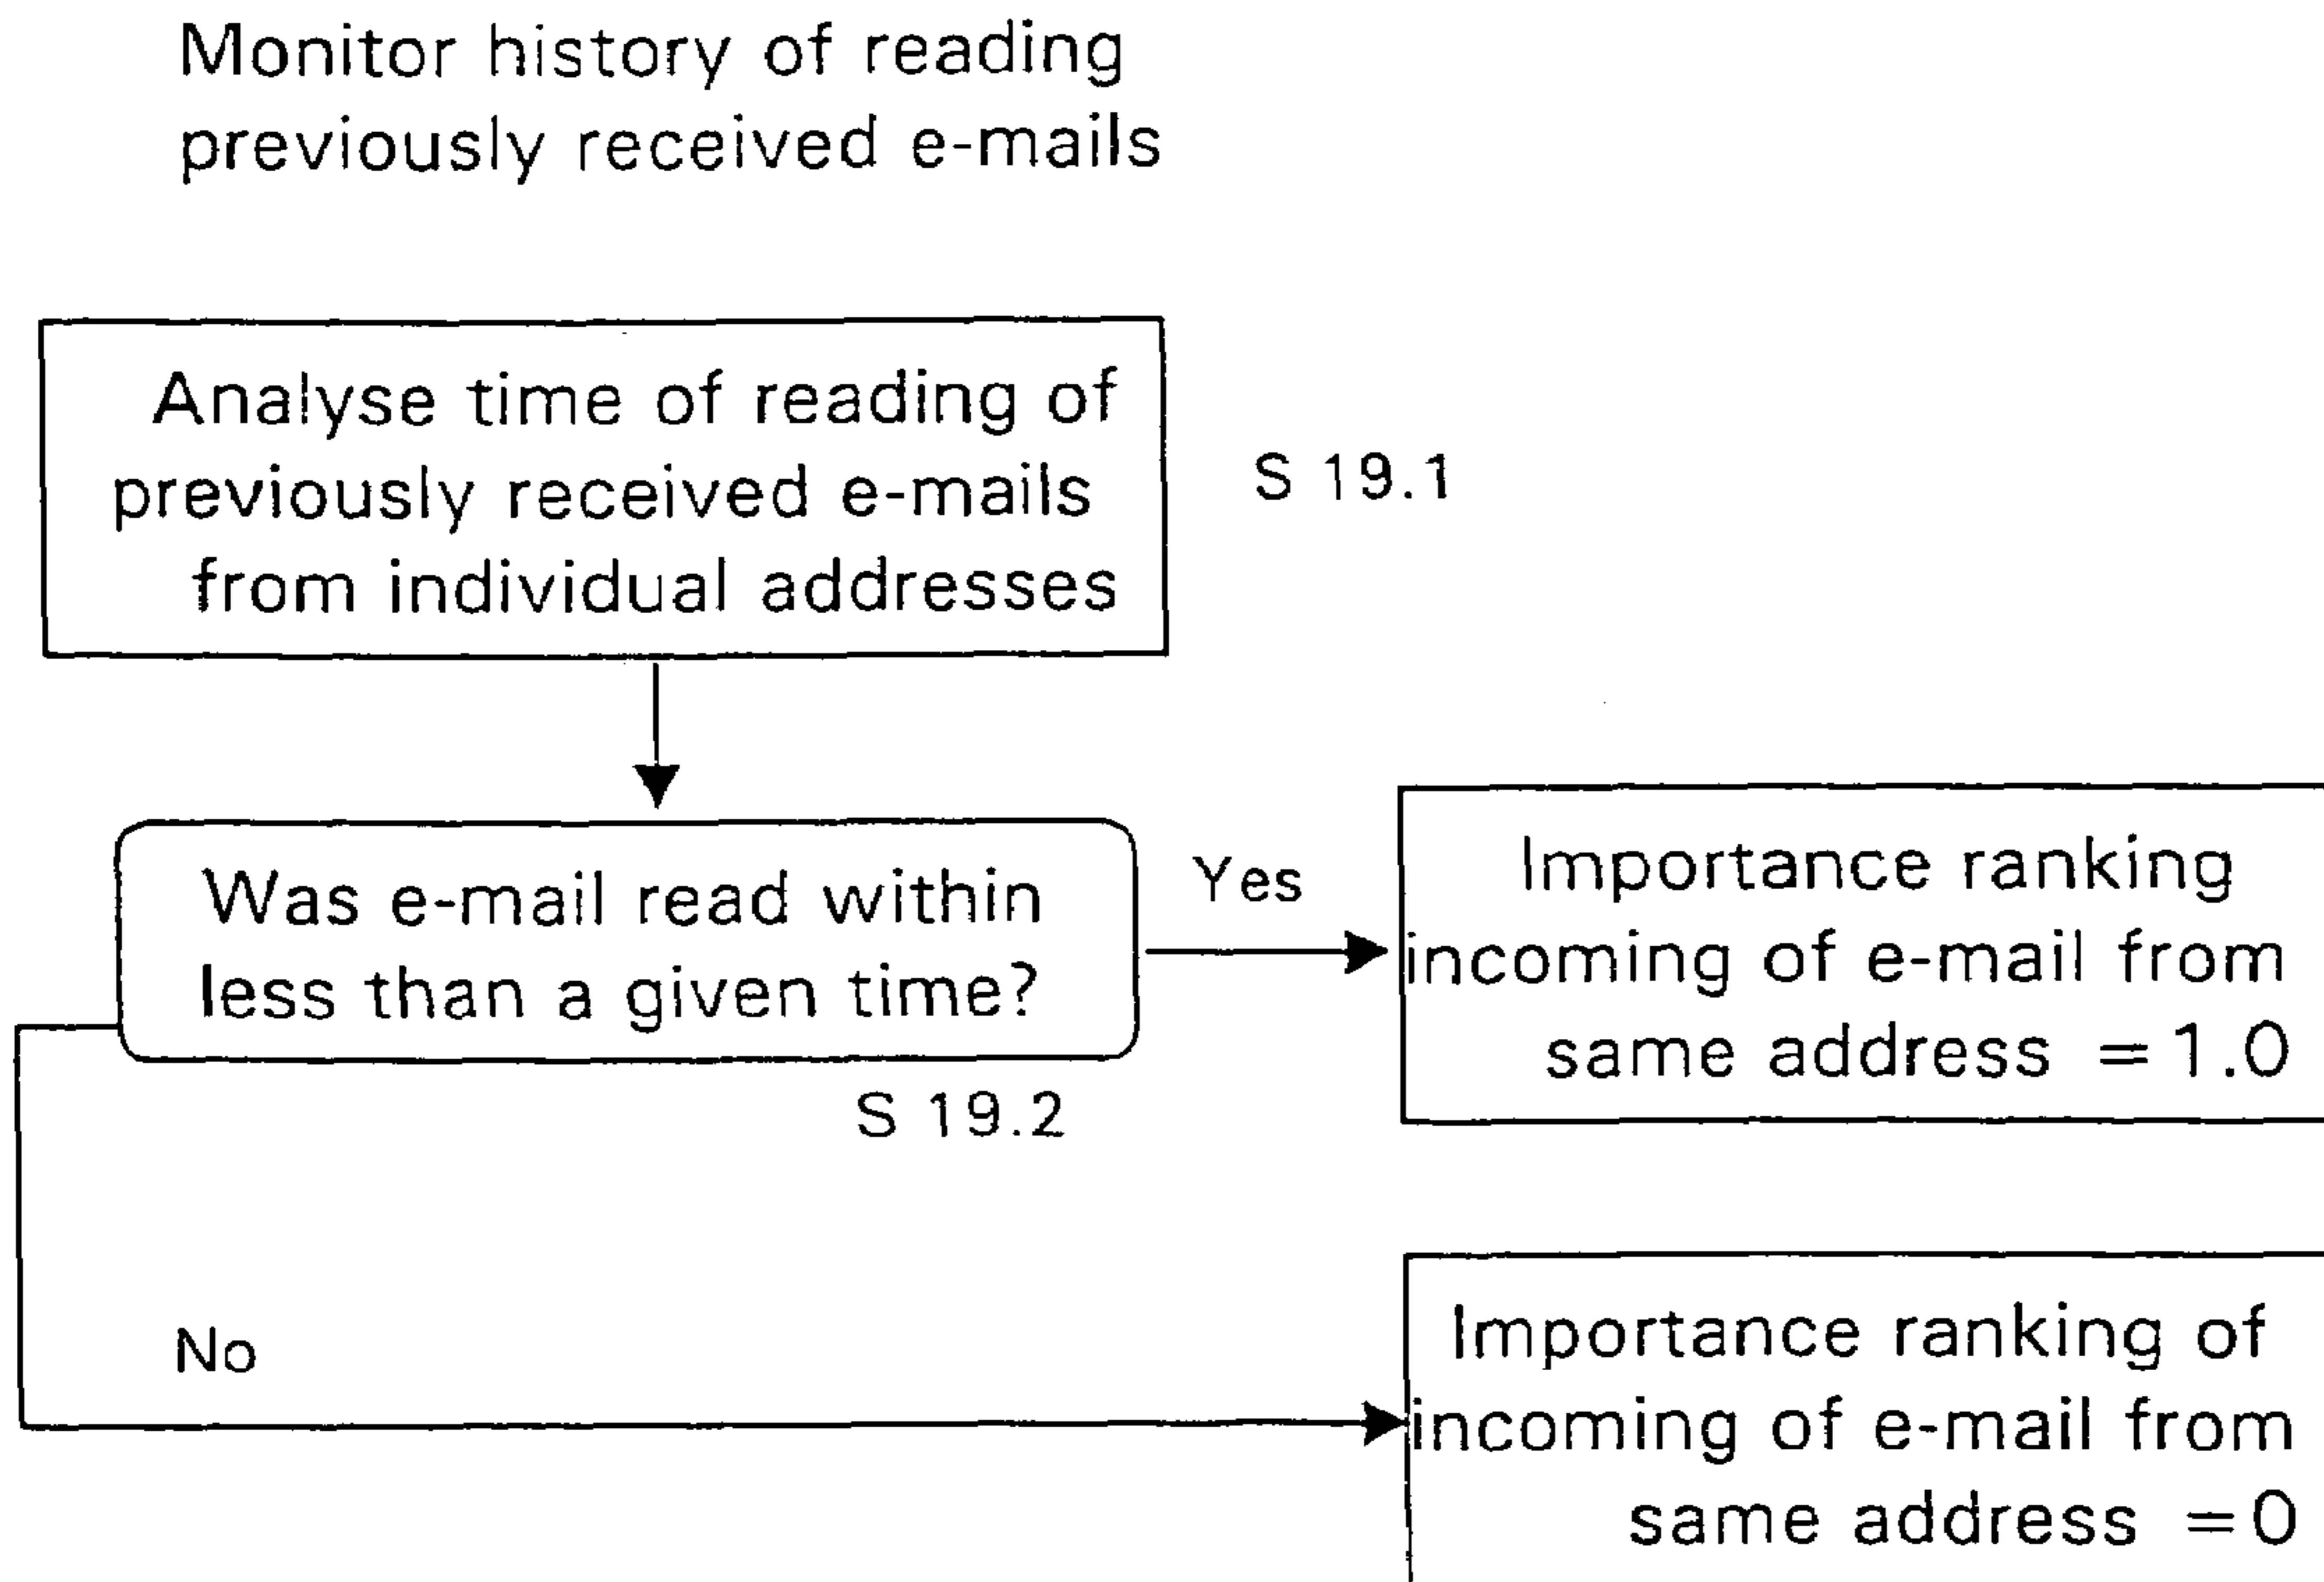 Monitor history of reading
previously received e-mails
Analyse time of reading of
previously received e-mails
from individual addresses
S 19.1
Was e-mail read within
less than a given time?
S 19.2
Yes
Importance ranking
incoming of e-mail from
same address = 1.0
No
Importance ranking of
incoming of e-mail from
same address = 0